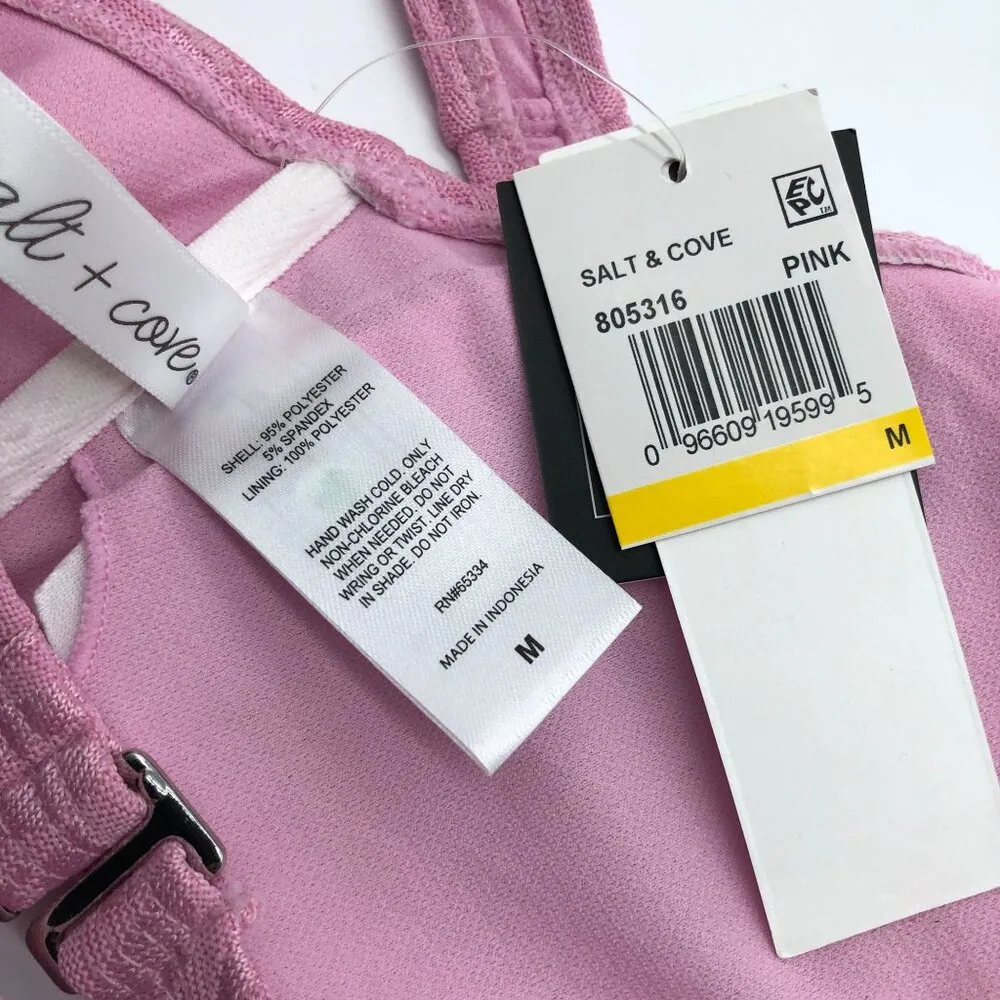 alt + cove®
SHELL: 95% POLYESTER
5% SPANDEX
LINING: 100% POLYESTER
HAND WASH COLD. ONLY
NON-CHLORINE BLEACH
WHEN NEEDED. DO NOT
WRING OR TWIST. LINE DRY
IN SHADE. DO NOT IRON.
RN#65334
MADE IN INDONESIA
M
EPC™
SALT & COVE
805316 PINK
0 96609 19599 5
M